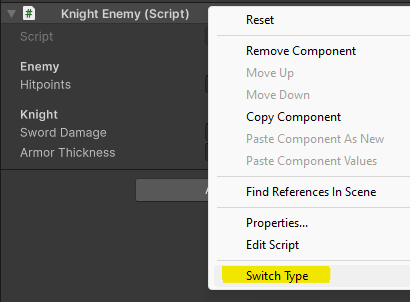 Knight Enemy (Script)
Script
Enemy
Hitpoints
Knight
Sword Damage
Armor Thickness
A
Reset
Remove Component
Move Up
Move Down
Copy Component
Paste Component As New
Paste Component Values
Find References In Scene
Properties...
Edit Script
Switch Type